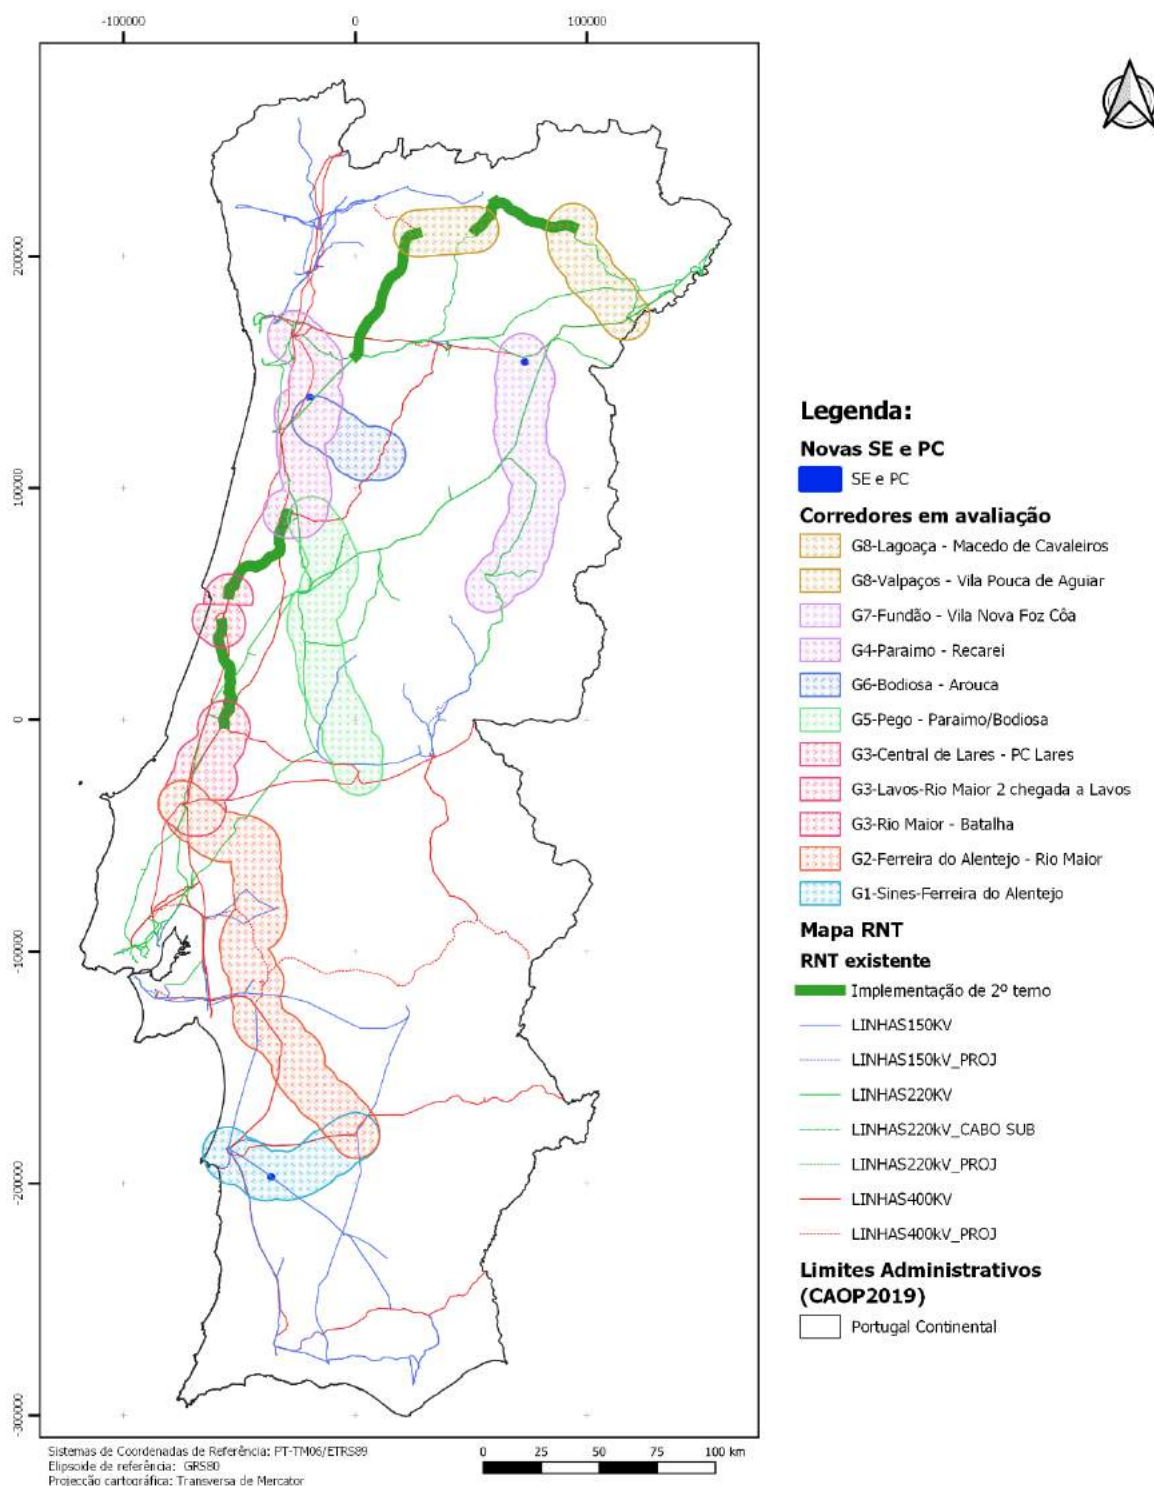 -100000
0
100000
200000
100000
0
-100000
-200000
-300000
Legenda:
Novas SE e PC
SE e PC
Corredores em avaliação
G8-Lagoaça - Macedo de Cavaleiros
G8-Valpaços - Vila Pouca de Aguiar
G7-Fundão - Vila Nova Foz Côa
G4-Paraimo - Recarei
G6-Bodiosa - Arouca
G5-Pego - Paraimo/Bodiosa
G3-Central de Lares - PC Lares
G3-Lavos-Rio Maior 2 chegada a Lavos
G3-Rio Maior - Batalha
G2-Ferreira do Alentejo - Rio Maior
G1-Sines-Ferreira do Alentejo
Mapa RNT
RNT existente
Implementação de 2º terno
LINHAS150KV
LINHAS150kV_PROJ
LINHAS220KV
LINHAS220kV_CABO SUB
LINHAS220kV_PROJ
LINHAS400KV
LINHAS400kV_PROJ
Limites Administrativos
(CAOP2019)
Portugal Continental
Sistemas de Coordenadas de Referência: PT-TM06/ETRS89
Elipsoide de referência: GRS80
Projecção cartográfica: Transversa de Mercator
0 25 50 75 100 km